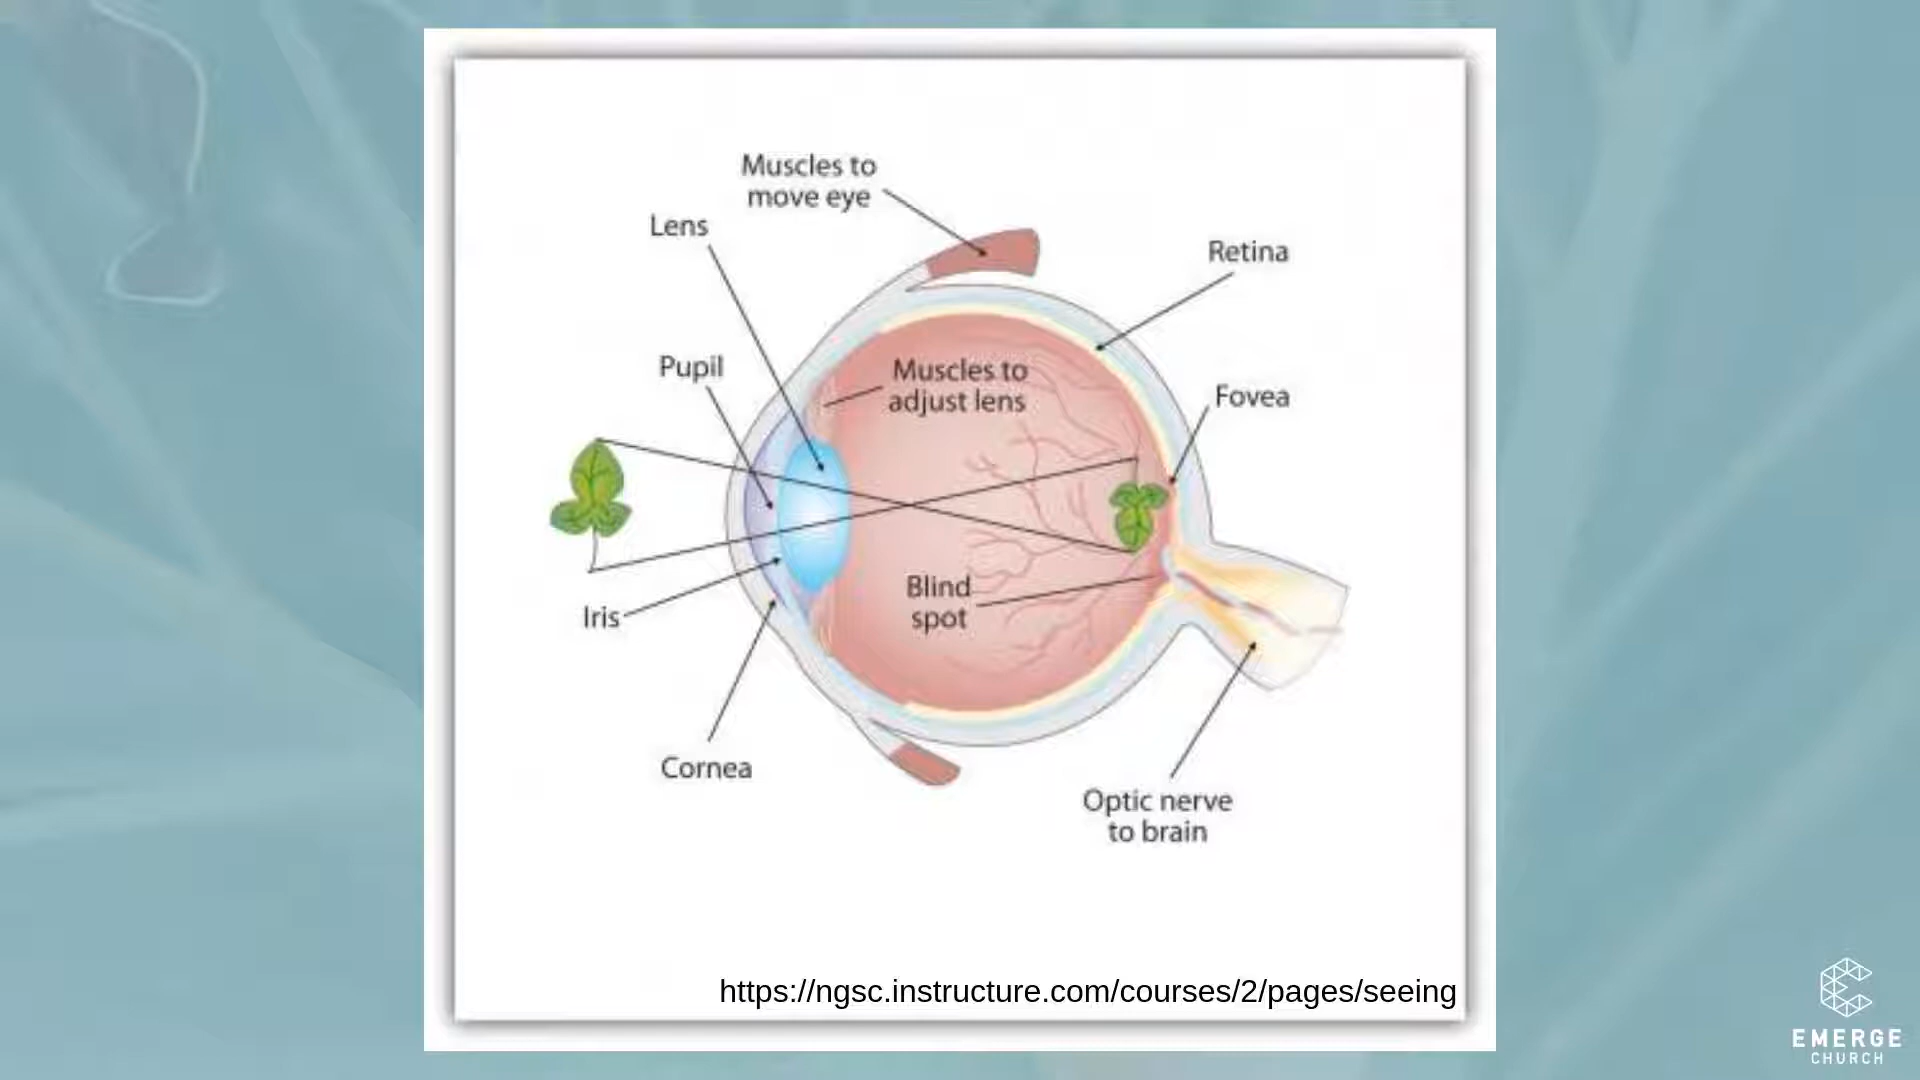 Muscles to
move eye
Lens
Retina
Pupil
Muscles to
adjust lens
Fovea
Blind
spot
Iris
Cornea
Optic nerve
to brain
https://ngsc.instructure.com/courses/2/pages/seeing
EMERGE
CHURCH